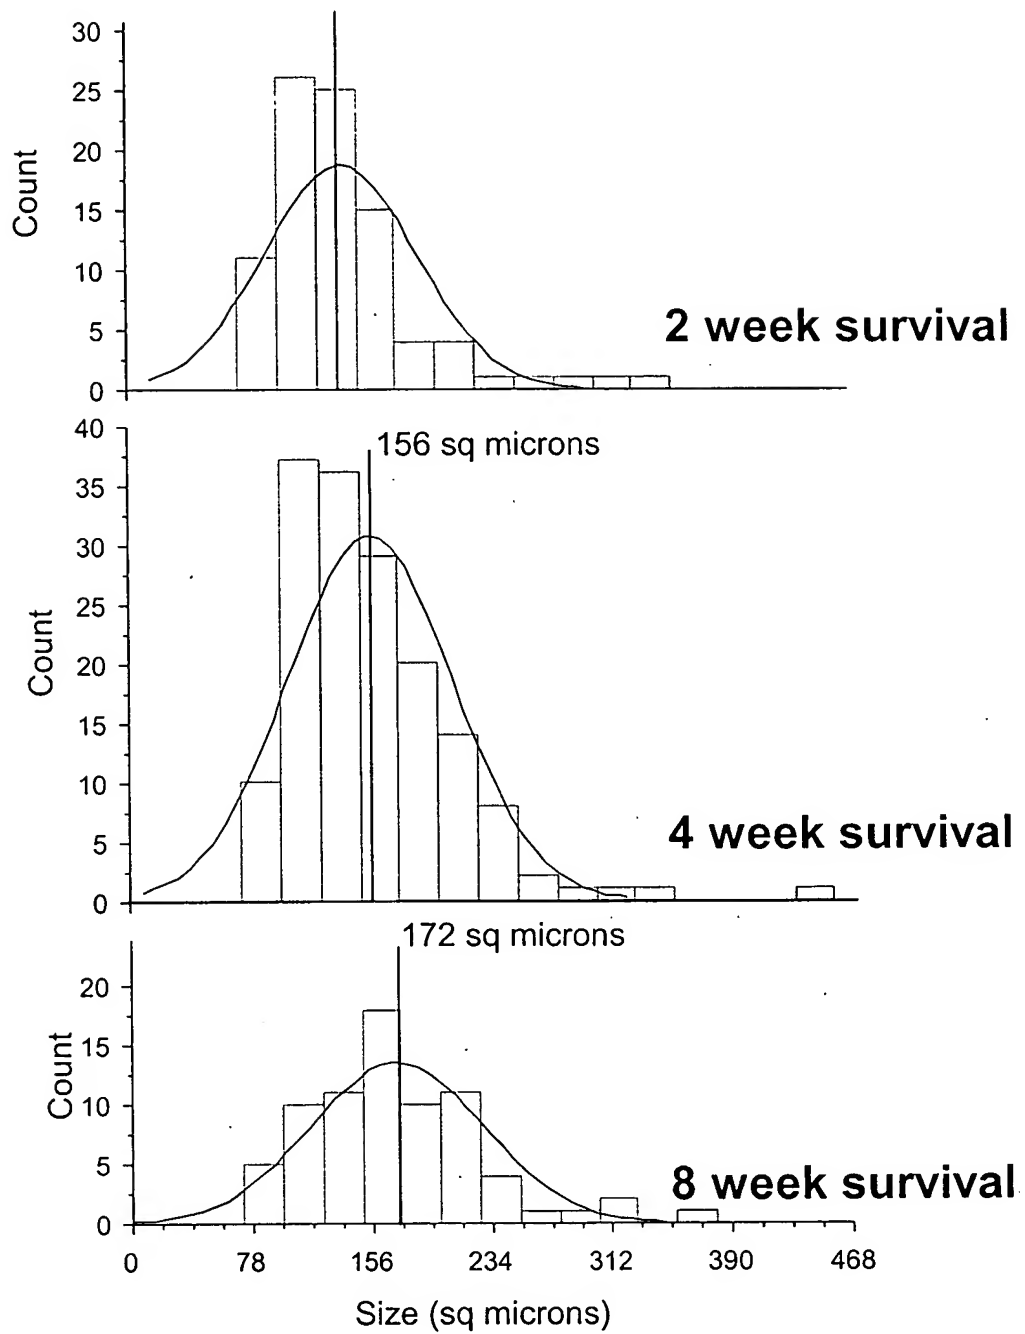 30
25
20
15
10
5
0
Count
2 week survival
156 sq microns
40
35
30
25
20
15
10
5
0
Count
4 week survival
172 sq microns
20
15
10
5
0
Count
8 week survival
0 78 156 234 312 390 468
Size (sq microns)